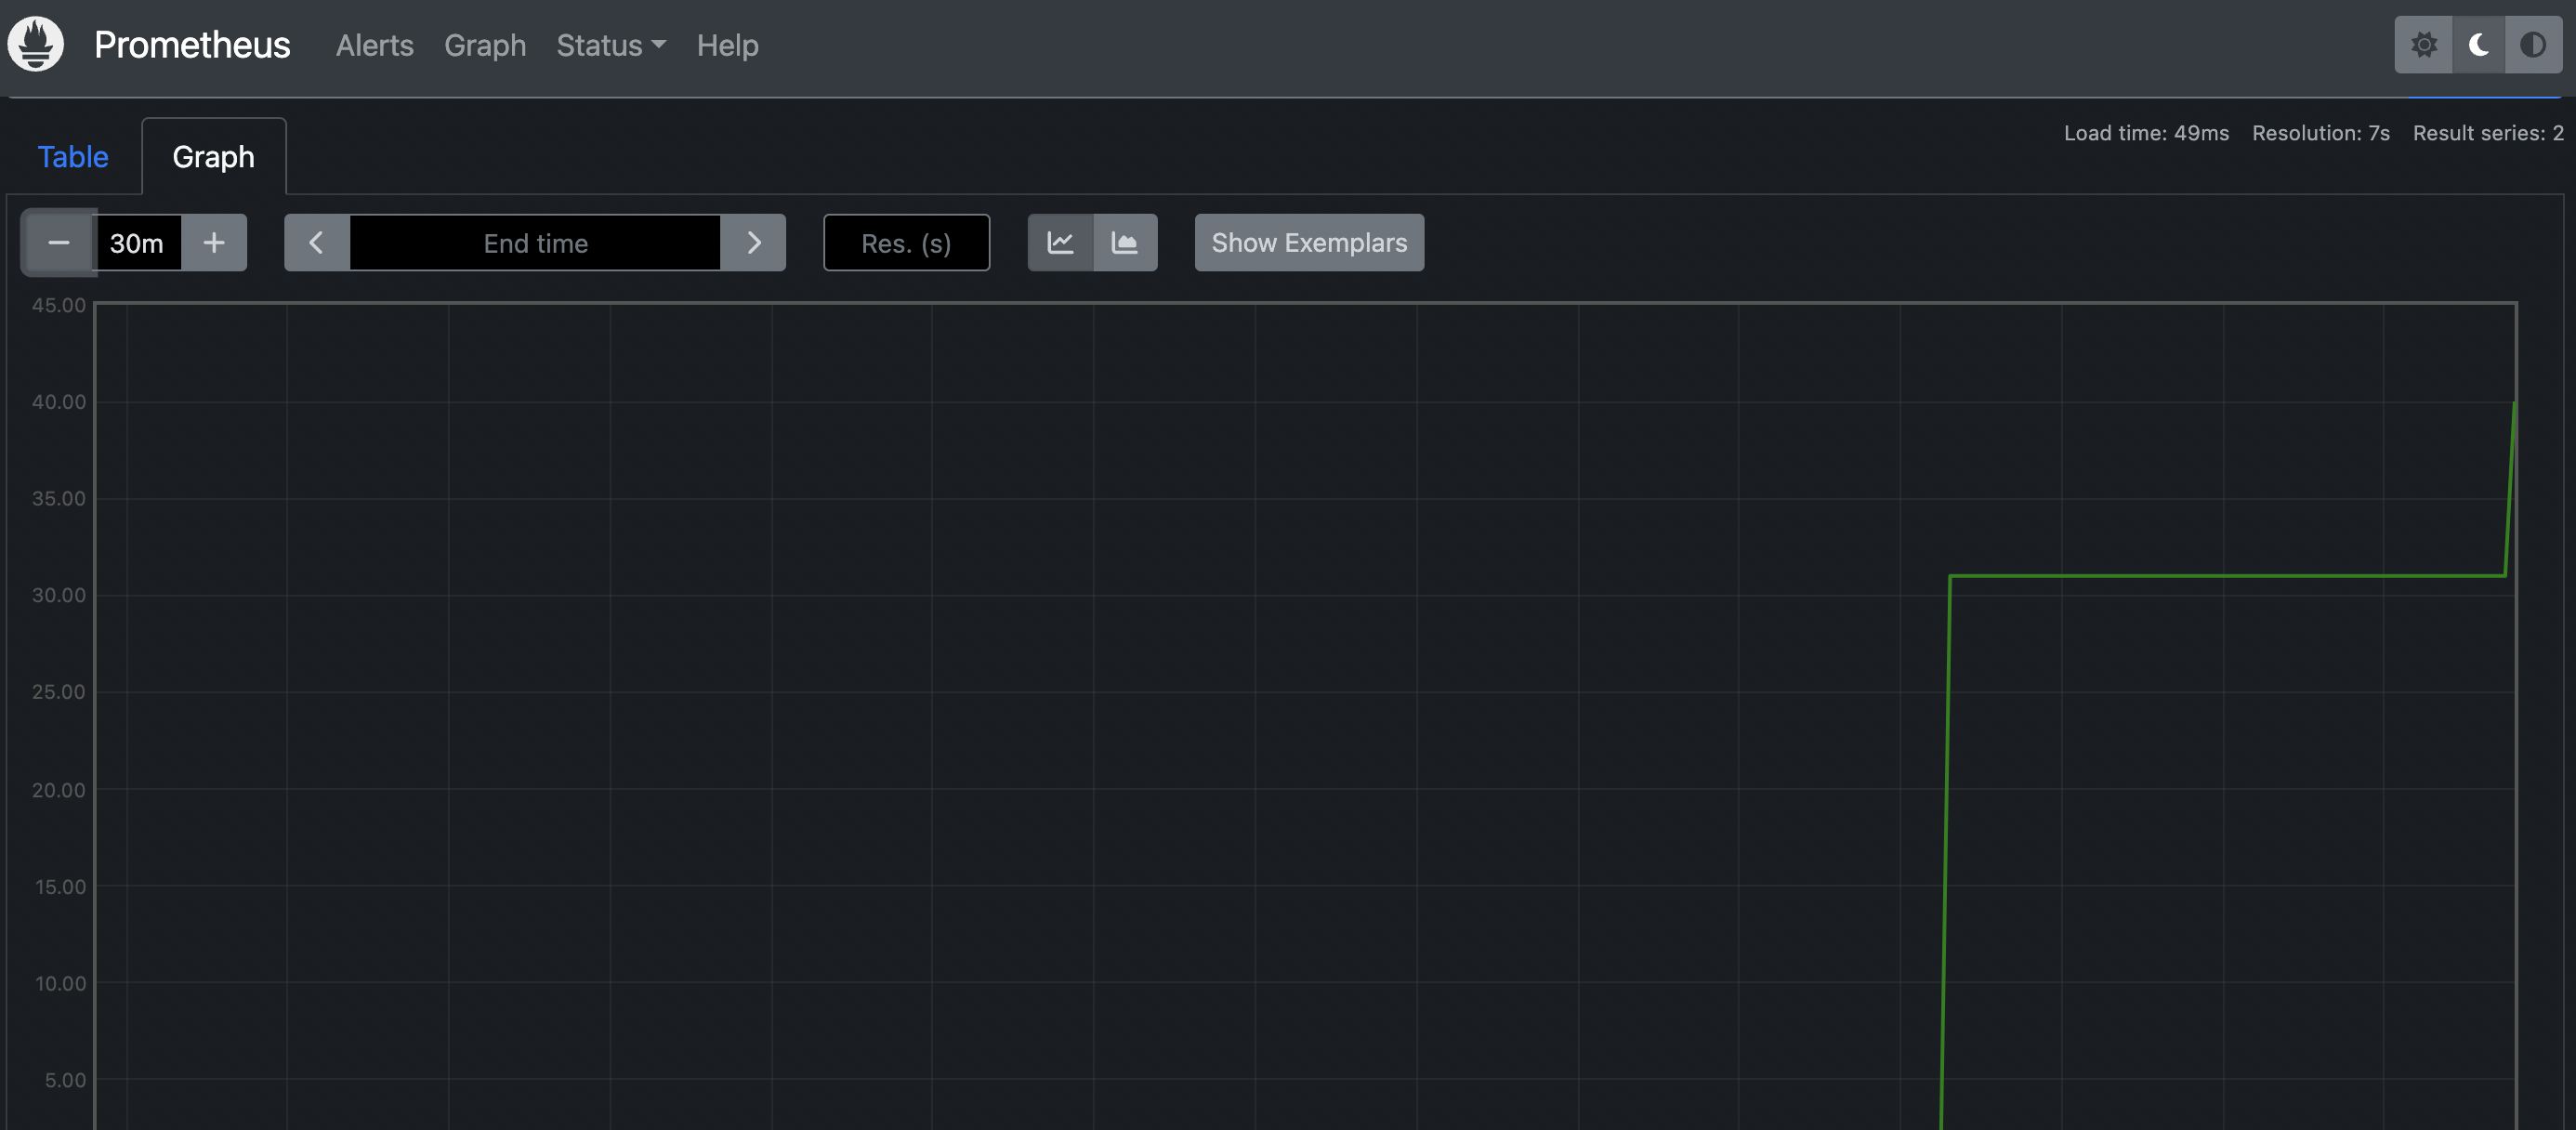 Prometheus Alerts Graph Status Help
Load time: 49ms Resolution: 7s Result series: 2
Table Graph
30m End time Res. (s) Show Exemplars
45.00
40.00
35.00
30.00
25.00
20.00
15.00
10.00
5.00